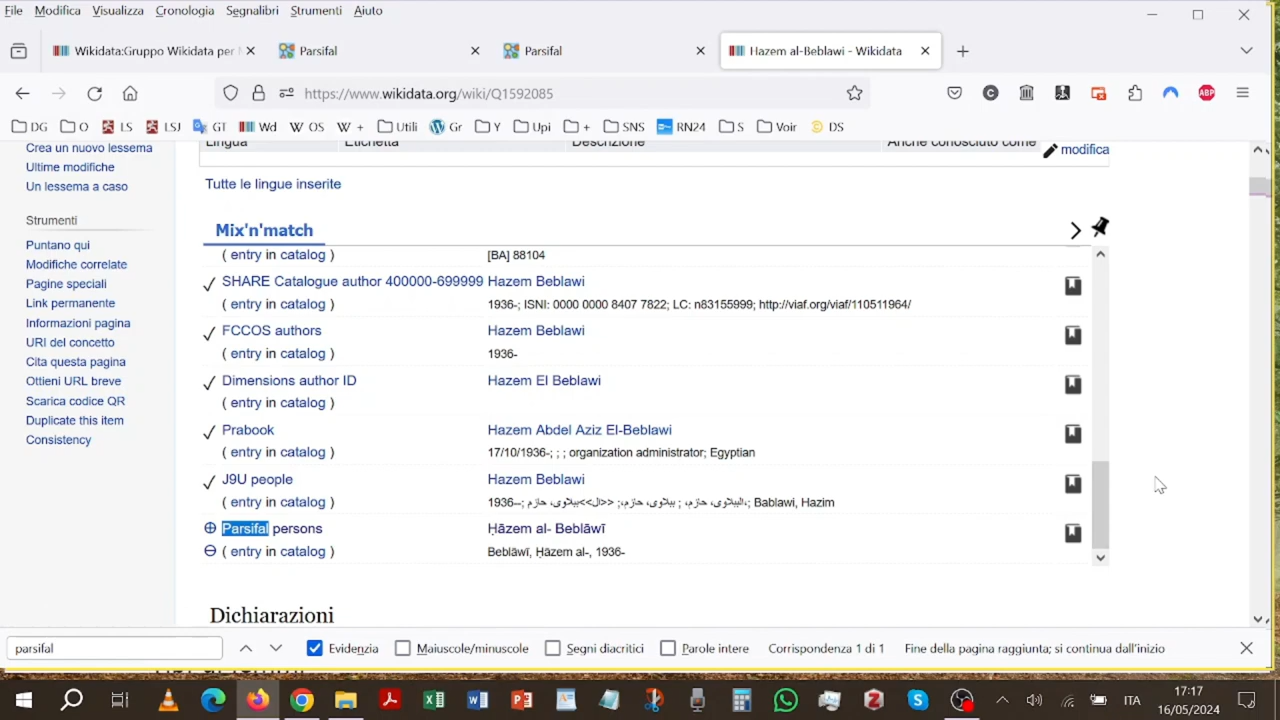 File Modifica Visualizza Cronologia Segnalibri Strumenti Aiuto
Wikidata:Gruppo Wikidata per Parsifal Parsifal Hazem al-Beblawi - Wikidata
https://www.wikidata.org/wiki/Q1592085
DG O LS LSJ GT Wd OS + Utili Gr Y Upi + SNS RN24 S Voir DS
Lingua Etichetta Descrizione Anche conosciuto come modifica
Crea un nuovo lessema
Ultime modifiche
Un lessema a caso
Strumenti
Puntano qui
Modifiche correlate
Pagine speciali
Link permanente
Informazioni pagina
URI del concetto
Cita questa pagina
Ottieni URL breve
Scarica codice QR
Duplicate this item
Consistency
Tutte le lingue inserite
Mix'n'match
( entry in catalog ) [BA] 88104
SHARE Catalogue author 400000-699999 Hazem Beblawi
( entry in catalog ) 1936-; ISNI: 0000 0000 8407 7822; LC: n83155999; http://viaf.org/viaf/110511964/
FCCOS authors Hazem Beblawi
( entry in catalog ) 1936-
Dimensions author ID Hazem El Beblawi
( entry in catalog )
Prabook Hazem Abdel Aziz El-Beblawi
( entry in catalog ) 17/10/1936-; ; ; organization administrator; Egyptian
J9U people Hazem Beblawi
( entry in catalog ) 1936--; ببلاوى، حازم<<ال>>; ببلاوى، حازم ; البيلاوى، حازم،; Bablawi, Hazim
Parsifal persons Ḥāzem al- Beblāwī
( entry in catalog ) Beblāwī, Ḥāzem al-, 1936-
Dichiarazioni
parsifal Evidenzia Maiuscole/minuscole Segni diacritici Parole intere Corrispondenza 1 di 1 Fine della pagina raggiunta; si continua dall'inizio
ITA 17:17
16/05/2024